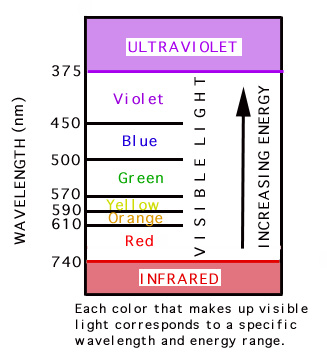 ULTRAVIOLET
375
Violet
450
Blue
500
Green
570
Yellow
590
Orange
610
Red
740
INFRARED
WAVELENGTH (nm)
VISIBLE LIGHT
INCREASING ENERGY
Each color that makes up visible
light corresponds to a specific
wavelength and energy range.